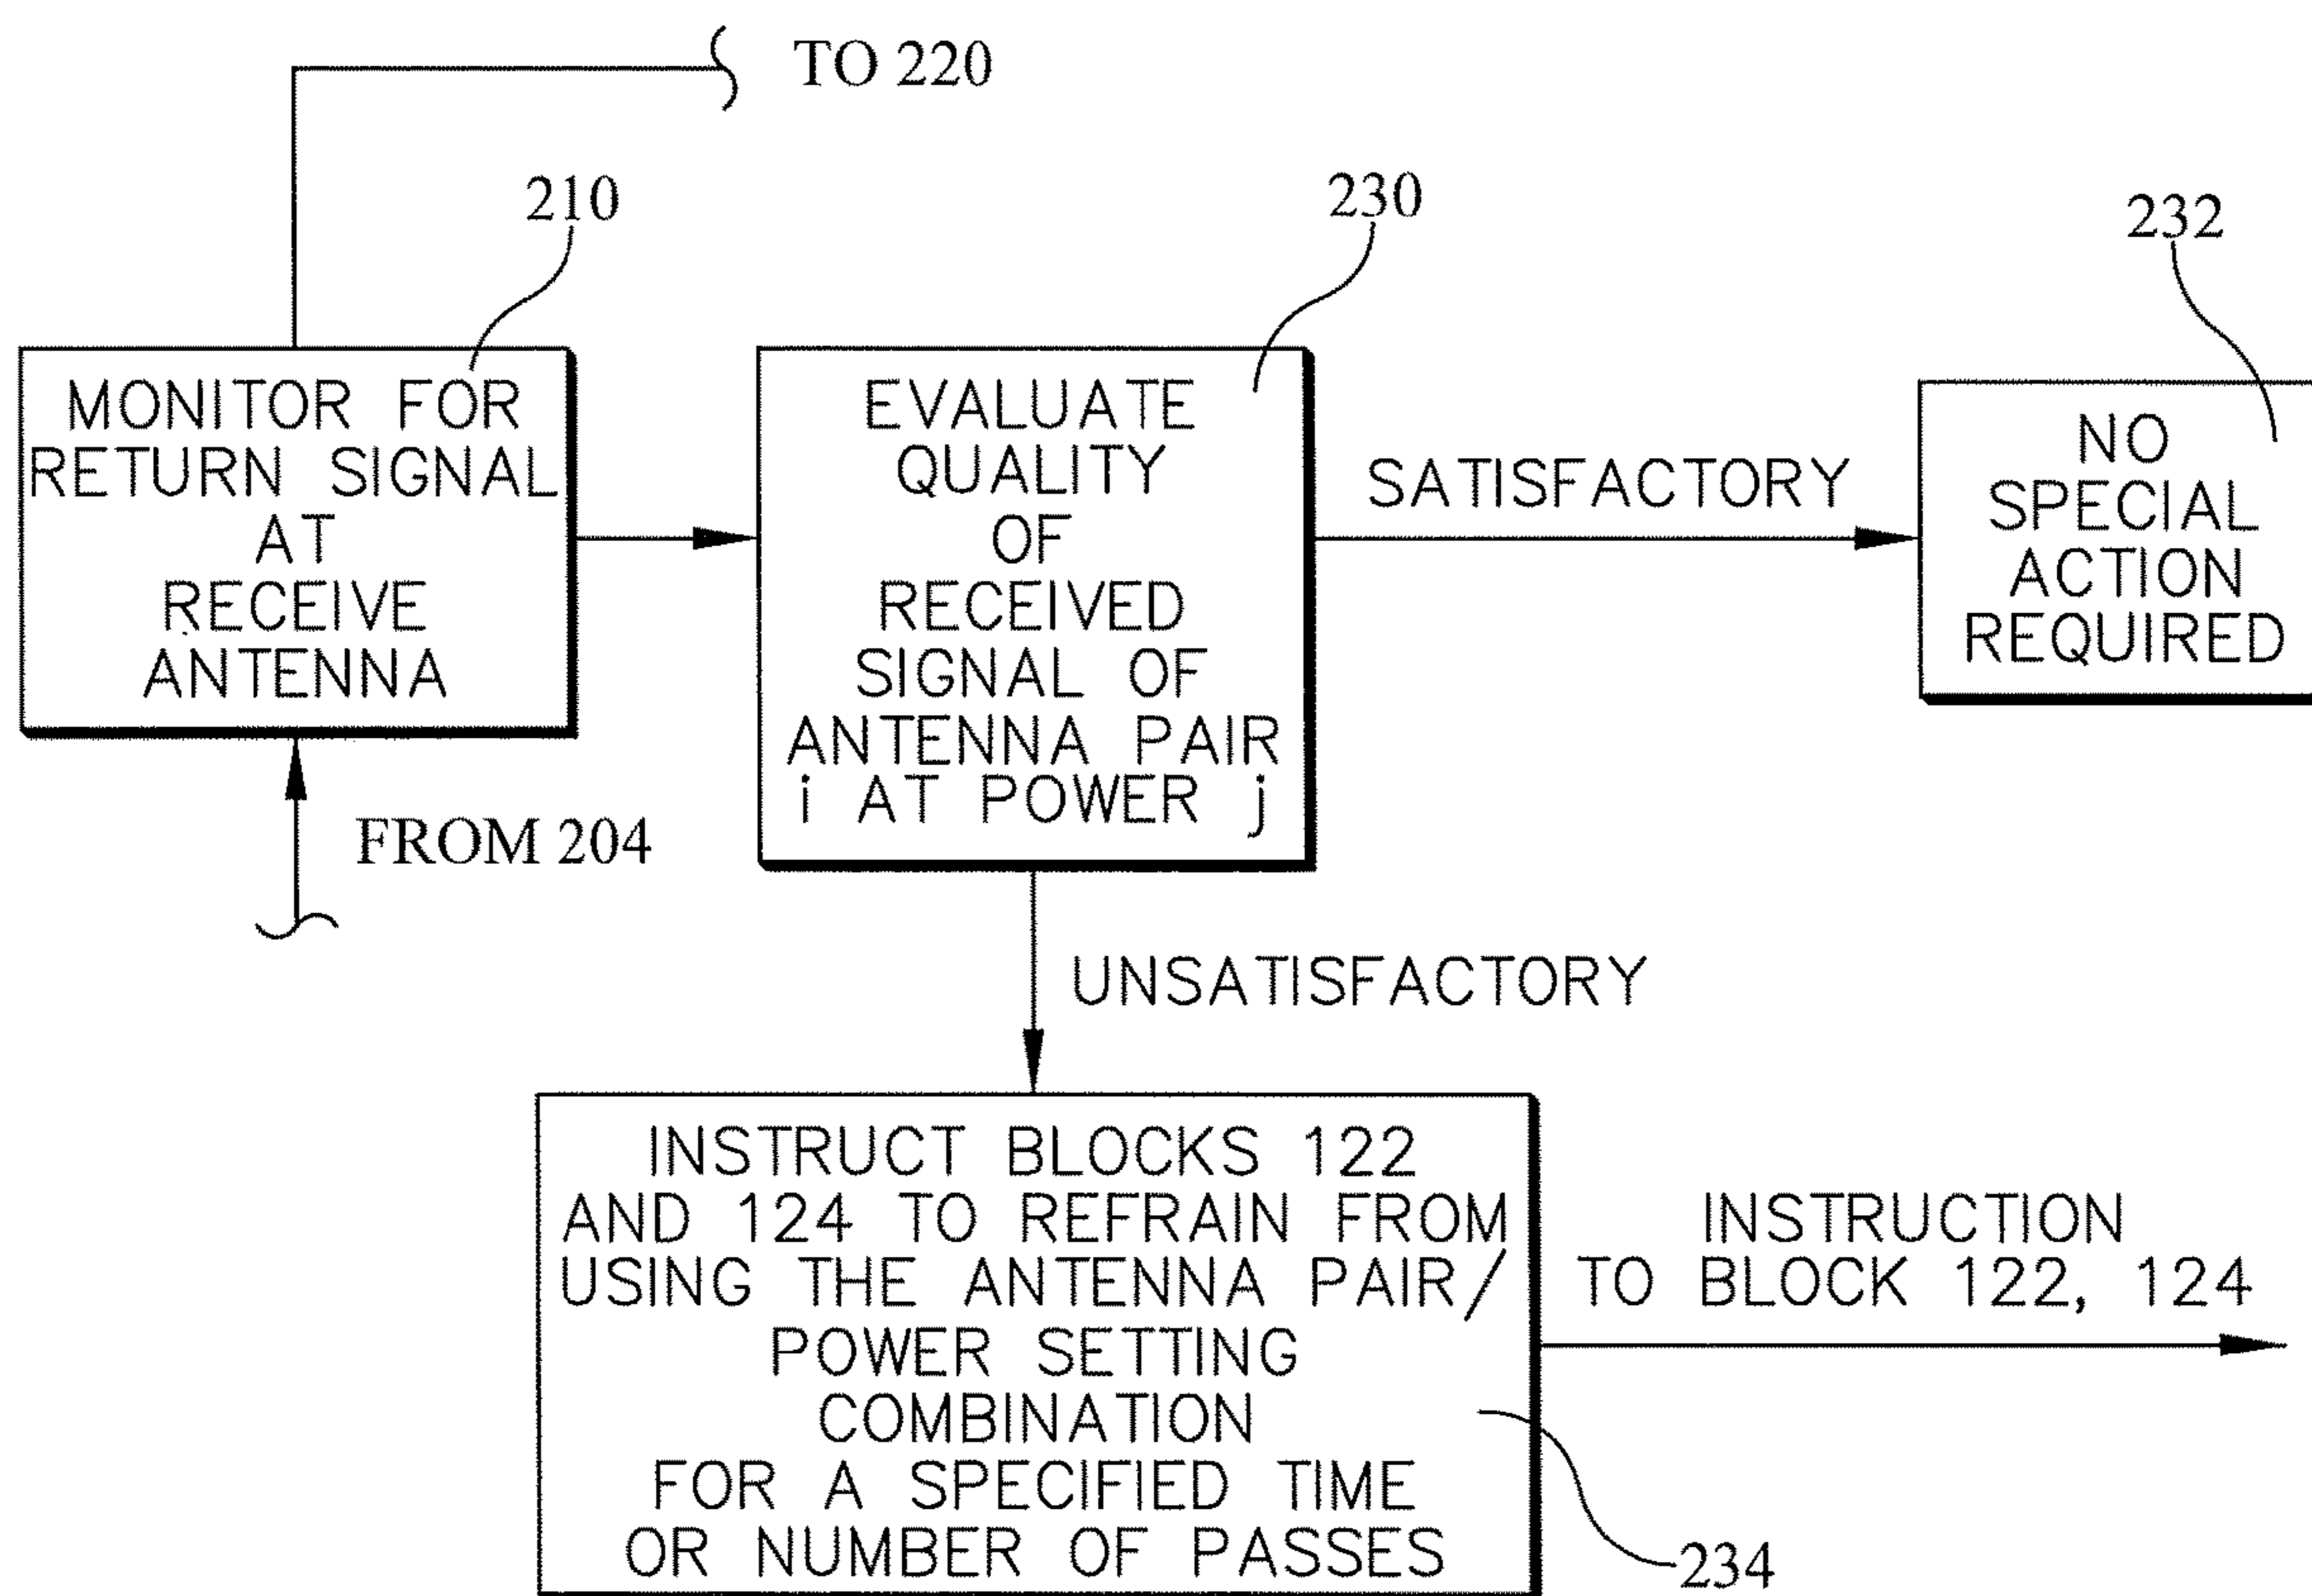 TO 220
210
230
232
MONITOR FOR
RETURN SIGNAL
AT
RECEIVE
ANTENNA
EVALUATE
QUALITY
OF
RECEIVED
SIGNAL OF
ANTENNA PAIR
i AT POWER j
SATISFACTORY
NO
SPECIAL
ACTION
REQUIRED
FROM 204
UNSATISFACTORY
INSTRUCT BLOCKS 122
AND 124 TO REFRAIN FROM
USING THE ANTENNA PAIR/
POWER SETTING
COMBINATION
FOR A SPECIFIED TIME
OR NUMBER OF PASSES
INSTRUCTION
TO BLOCK 122, 124
234